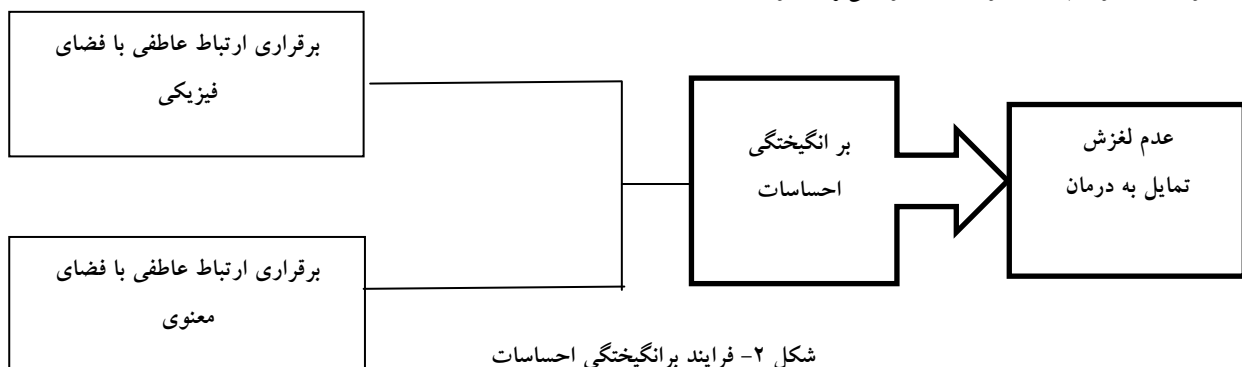 برقراری ارتباط عاطفی با فضای
فیزیکی
بر انگیختگی
احساسات
عدم لغزش
تمایل به درمان
برقراری ارتباط عاطفی با فضای
معنوی
شکل ۲- فرایند برانگیختگی احساسات